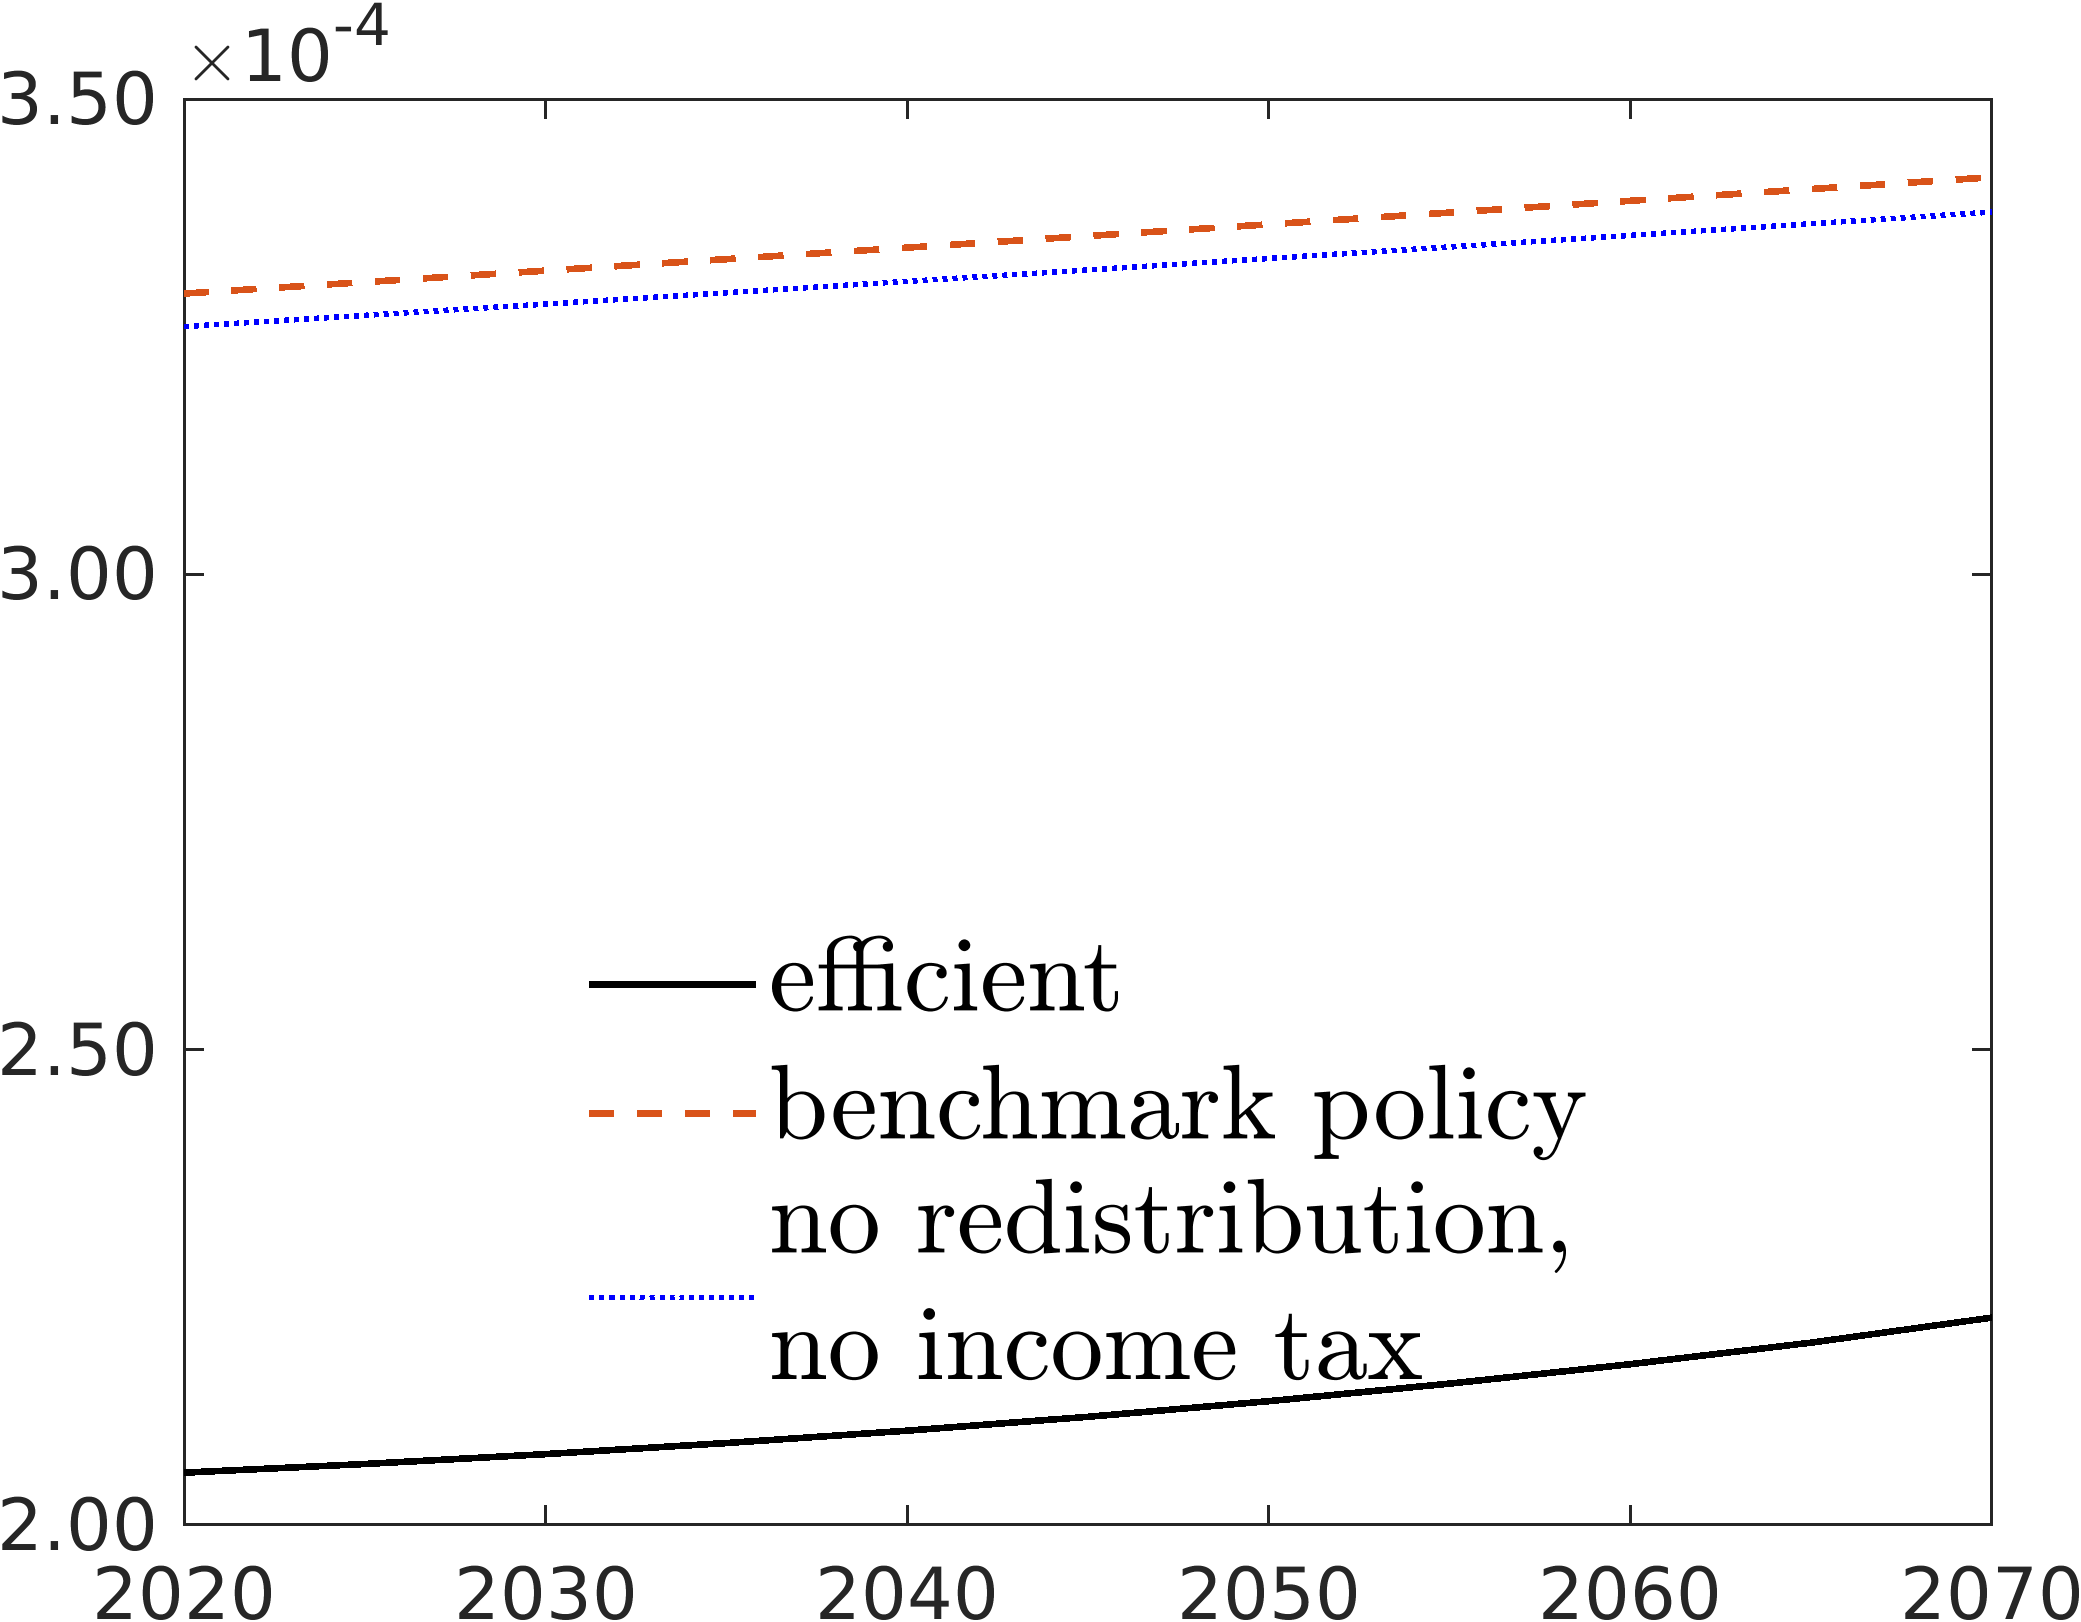 ×10-4
3.50
3.00
2.50
2.00
efficient
benchmark policy
no redistribution,
no income tax
2020 2030 2040 2050 2060 2070